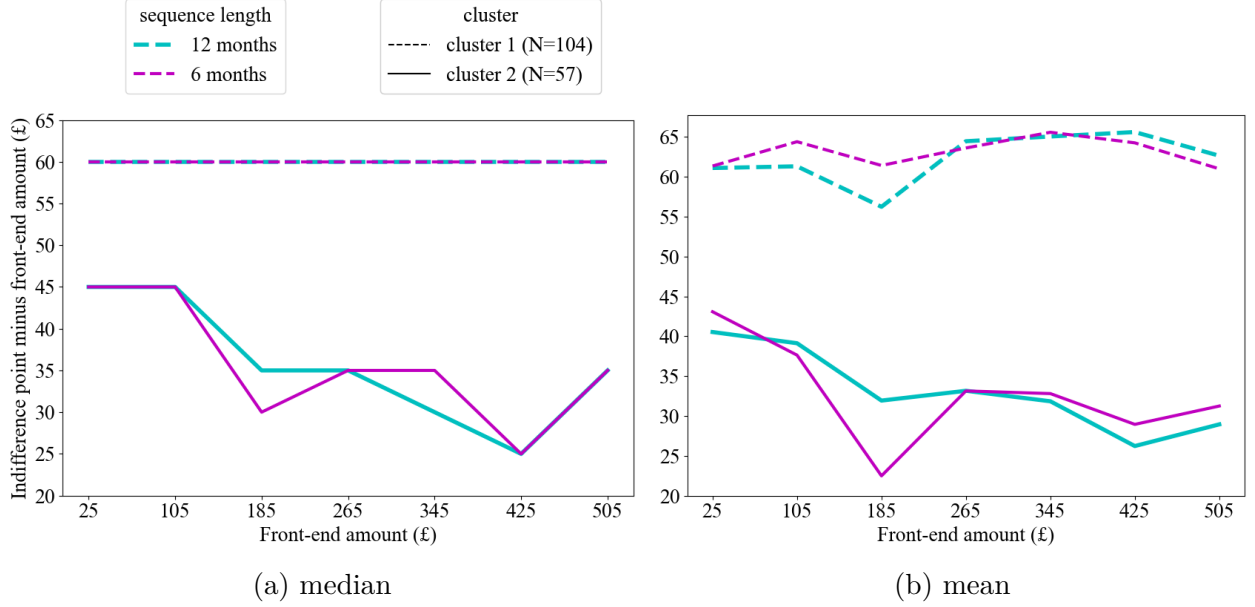 sequence length
12 months
6 months
cluster
cluster 1 (N=104)
cluster 2 (N=57)
Indifference point minus front-end amount (£)
65
60
55
50
45
40
35
30
25
20
25 105 185 265 345 425 505
Front-end amount (£)
(a) median
65
60
55
50
45
40
35
30
25
20
25 105 185 265 345 425 505
Front-end amount (£)
(b) mean